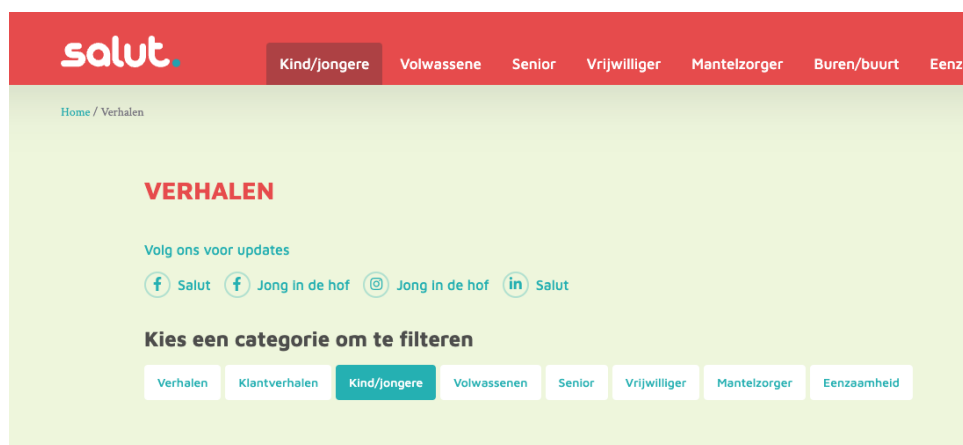 salut.
Kind/jongere Volwassene Senior Vrijwilliger Mantelzorger Buren/buurt Eenz
Home / Verhalen
VERHALEN
Volg ons voor updates
Salut Jong in de hof Jong in de hof Salut
Kies een categorie om te filteren
Verhalen Klantverhalen Kind/jongere Volwassenen Senior Vrijwilliger Mantelzorger Eenzaamheid